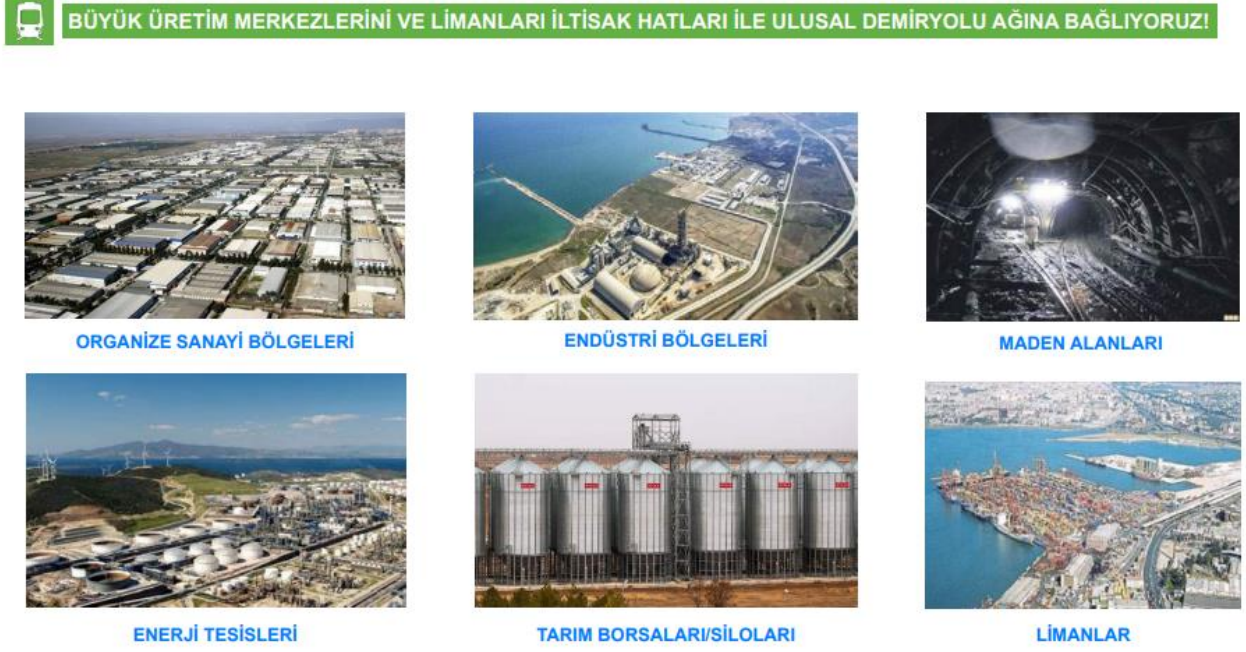 BÜYÜK ÜRETİM MERKEZLERİNİ VE LİMANLARI İLTİSAK HATLARI İLE ULUSAL DEMİRYOLU AĞINA BAĞLIYORUZ!
ORGANİZE SANAYİ BÖLGELERİ
ENDÜSTRİ BÖLGELERİ
MADEN ALANLARI
ENERJİ TESİSLERİ
TARIM BORSALARI/SİLOLARI
LİMANLAR